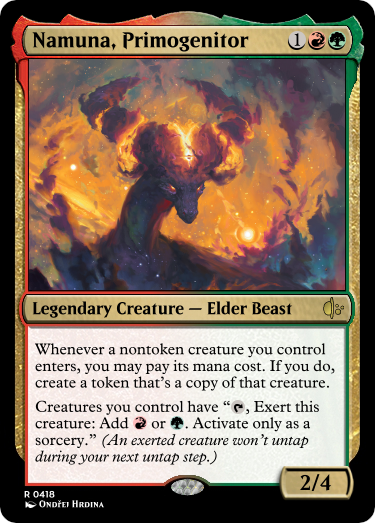 Namuna, Primogenitor 1
Legendary Creature — Elder Beast
Whenever a nontoken creature you control
enters, you may pay its mana cost. If you do,
create a token that's a copy of that creature.
Creatures you control have “, Exert this
creature: Add or . Activate only as a
sorcery.” (An exerted creature won't untap
during your next untap step.)
2/4
R 0418
Ondřej Hrdina